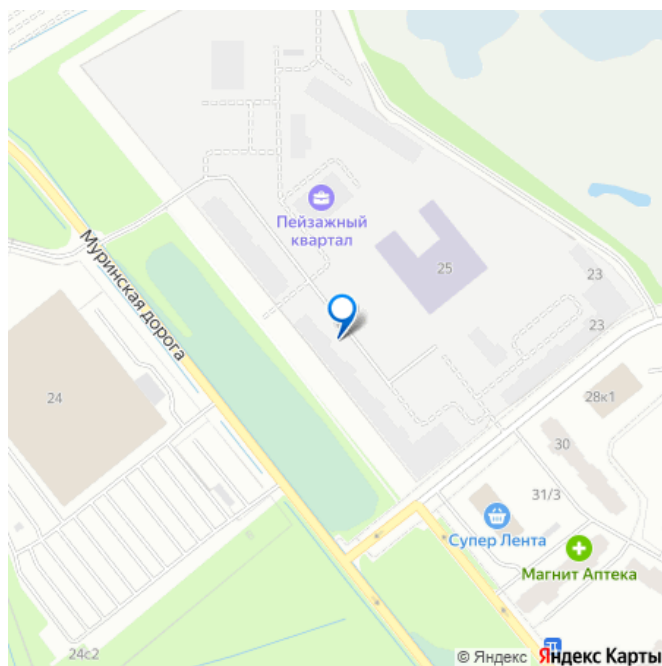 Пейзажный
квартал
Муринская дорога
25
23
23
24
28к1
30
31/3
Супер Лента
Магнит Аптека
24с2
© Яндекс Яндекс Карты